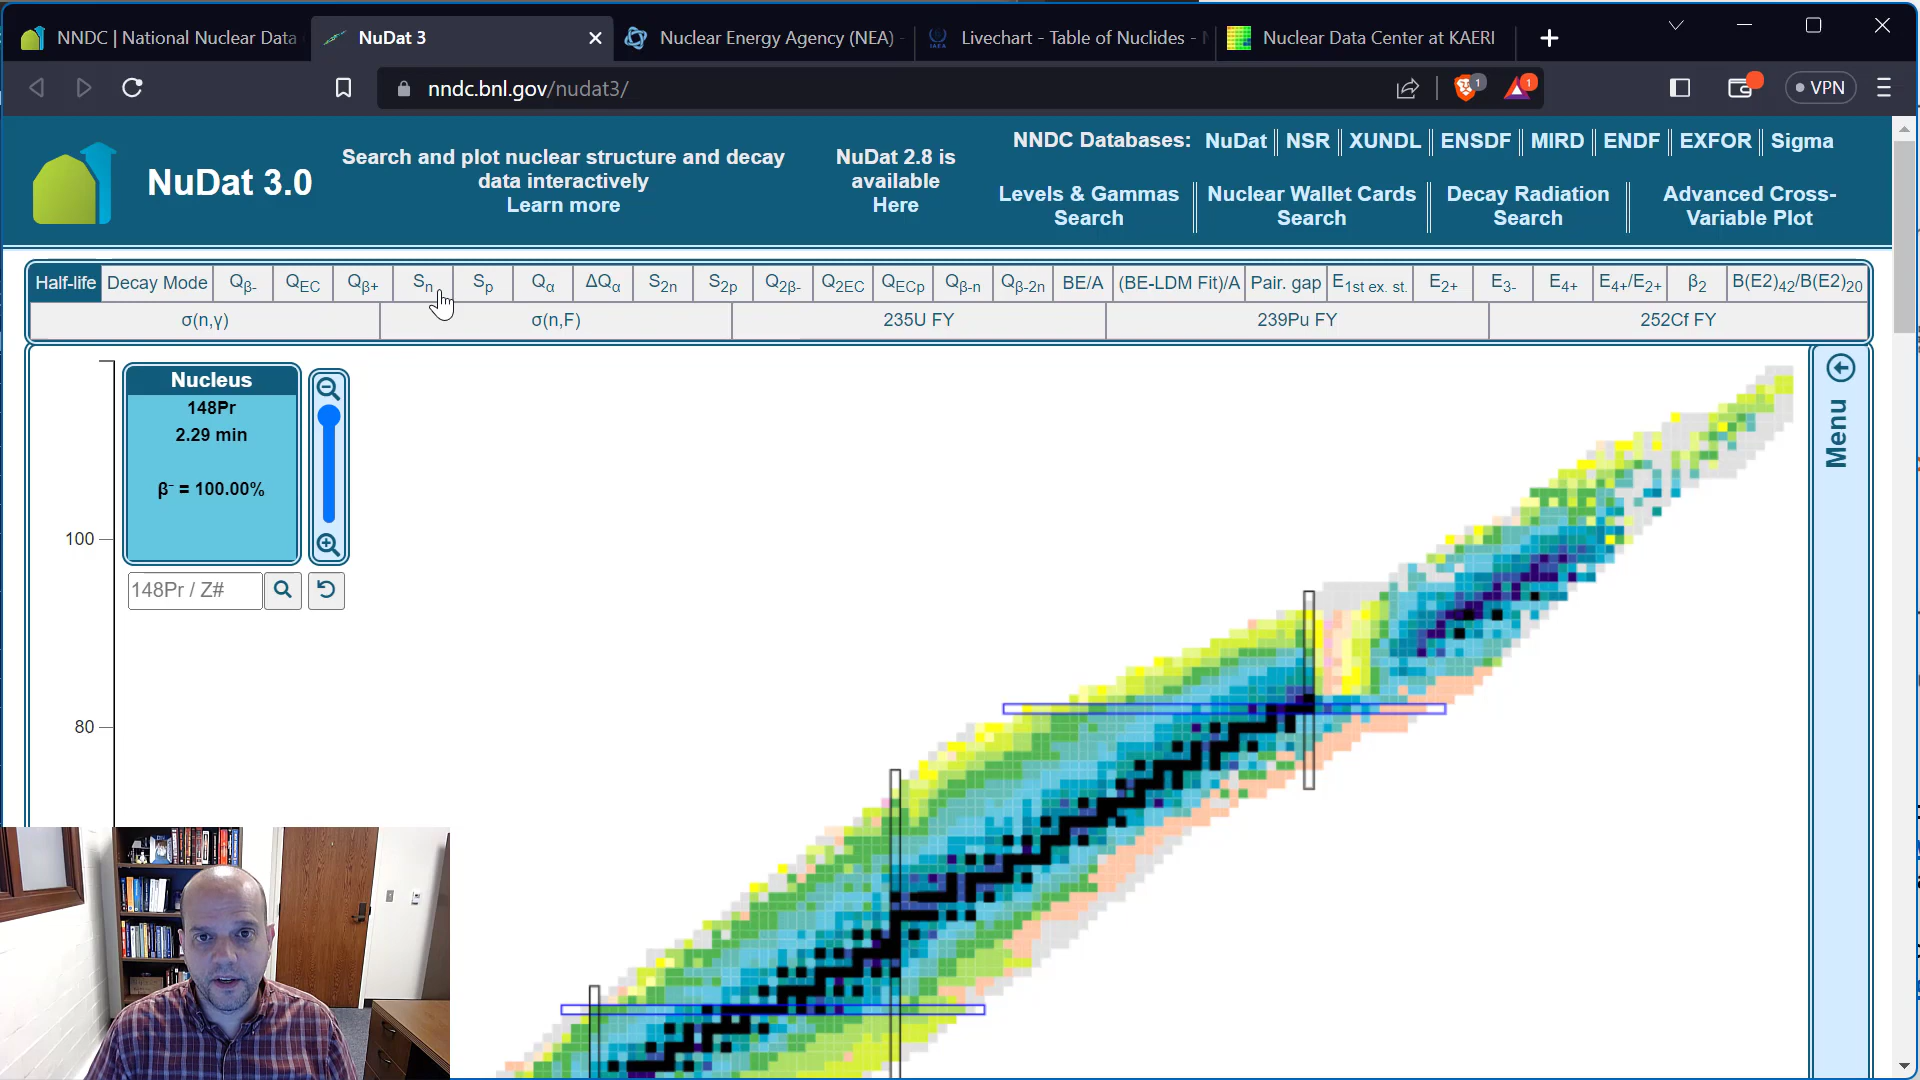 NNDC | National Nuclear Data
NuDat 3
Nuclear Energy Agency (NEA) -
Livechart - Table of Nuclides -
Nuclear Data Center at KAERI
nndc.bnl.gov/nudat3/
1
1
VPN
NuDat 3.0
Search and plot nuclear structure and decay
data interactively
Learn more
NuDat 2.8 is
available
Here
NNDC Databases: NuDat NSR XUNDL ENSDF MIRD ENDF EXFOR Sigma
Levels & Gammas
Search
Nuclear Wallet Cards
Search
Decay Radiation
Search
Advanced Cross-
Variable Plot
Half-life Decay Mode Qβ- QEC Qβ+ Sn Sp Qα ΔQα S2n S2p Q2β- Q2EC QECp Qβ-n Qβ-2n BE/A (BE-LDM Fit)/A Pair. gap E1st ex. st. E2+ E3- E4+ E4+/E2+ β2 B(E2)42/B(E2)20
σ(n,γ) σ(n,F) 235U FY 239Pu FY 252Cf FY
Nucleus
148Pr
2.29 min
β⁻ = 100.00%
148Pr / Z#
Menu
100
80